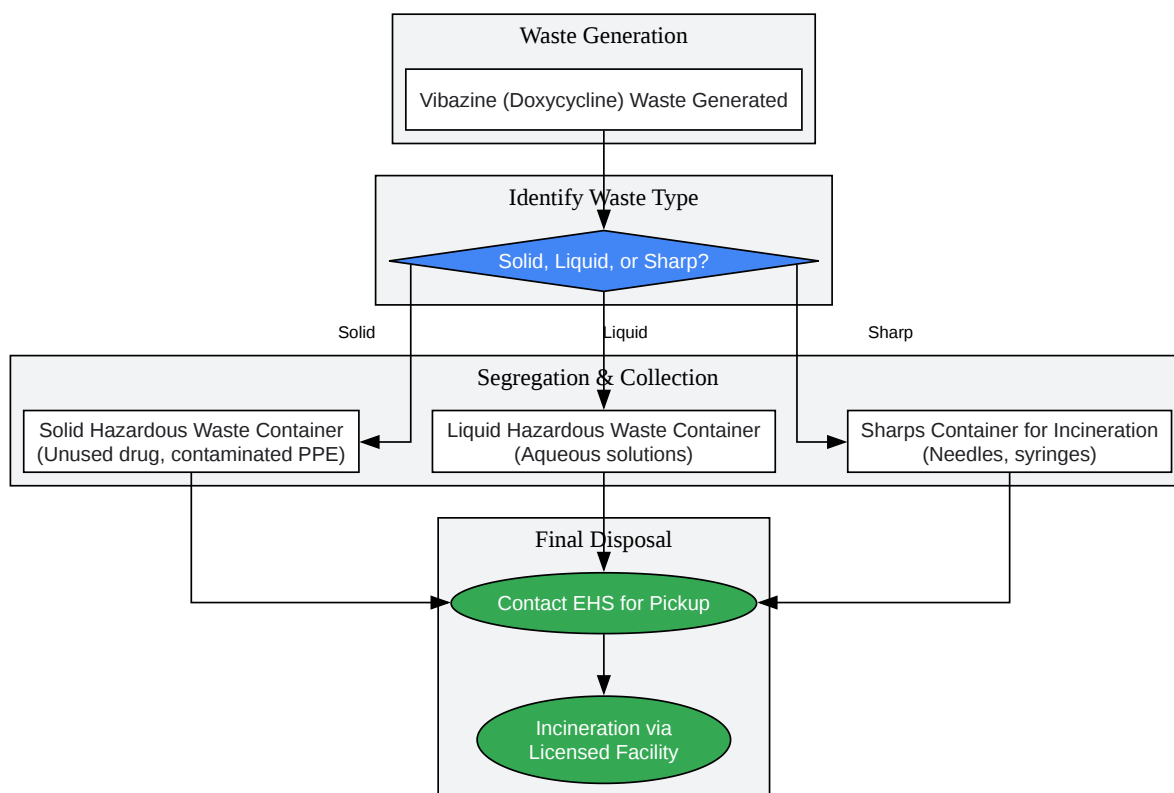 Waste Generation
Vibazine (Doxycycline) Waste Generated
Identify Waste Type
Solid, Liquid, or Sharp?
Solid
Liquid
Sharp
Segregation & Collection
Solid Hazardous Waste Container
(Unused drug, contaminated PPE)
Liquid Hazardous Waste Container
(Aqueous solutions)
Sharps Container for Incineration
(Needles, syringes)
Final Disposal
Contact EHS for Pickup
Incineration via
Licensed Facility